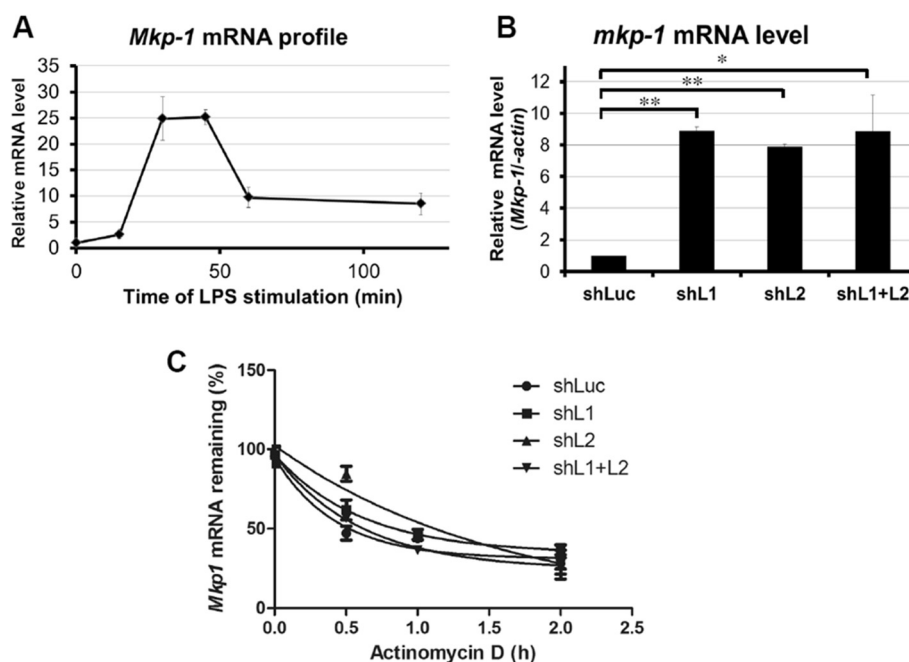 A
Mkp-1 mRNA profile
Relative mRNA level
35
30
25
20
15
10
5
0
0
50
100
Time of LPS stimulation (min)
B
mkp-1 mRNA level
Relative mRNA level
(Mkp-1/-actin)
12
10
8
6
4
2
0
*
**
**
shLuc
shL1
shL2
shL1+L2
C
Mkp1 mRNA remaining (%)
150
100
50
0
0.0
0.5
1.0
1.5
2.0
2.5
Actinomycin D (h)
shLuc
shL1
shL2
shL1+L2